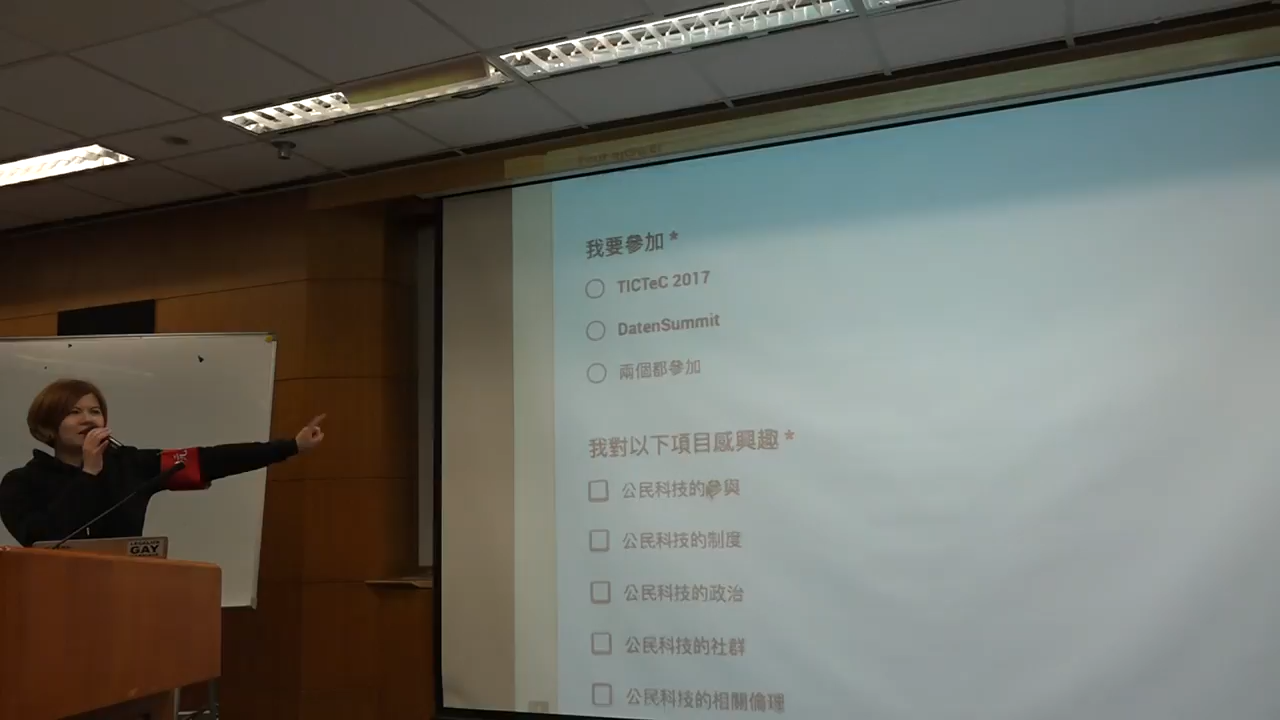 我要參加 *
TICTeC 2017
DatenSummit
兩個都參加
我對以下項目感興趣 *
公民科技的參與
公民科技的制度
公民科技的政治
公民科技的社群
公民科技的相關倫理
GAY